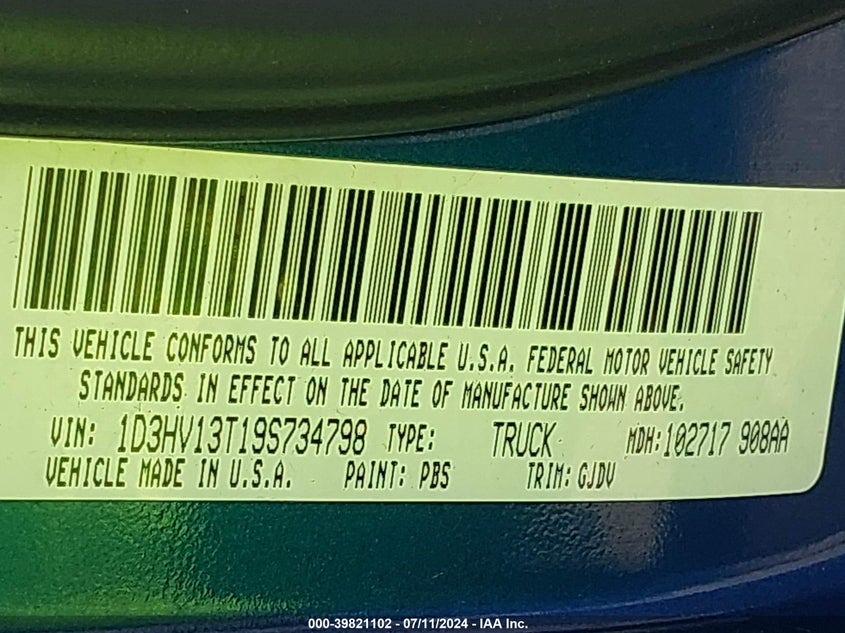 THIS VEHICLE CONFORMS TO ALL APPLICABLE U.S.A. FEDERAL MOTOR VEHICLE SAFETY
STANDARDS IN EFFECT ON THE DATE OF MANUFACTURE SHOWN ABOVE.
VIN: 1D3HV13T19S734798 TYPE: TRUCK MDH:102717 908AA
VEHICLE MADE IN U.S.A. PAINT: PBS TRIM: GJDV
000-39821102 - 07/11/2024 - IAA Inc.